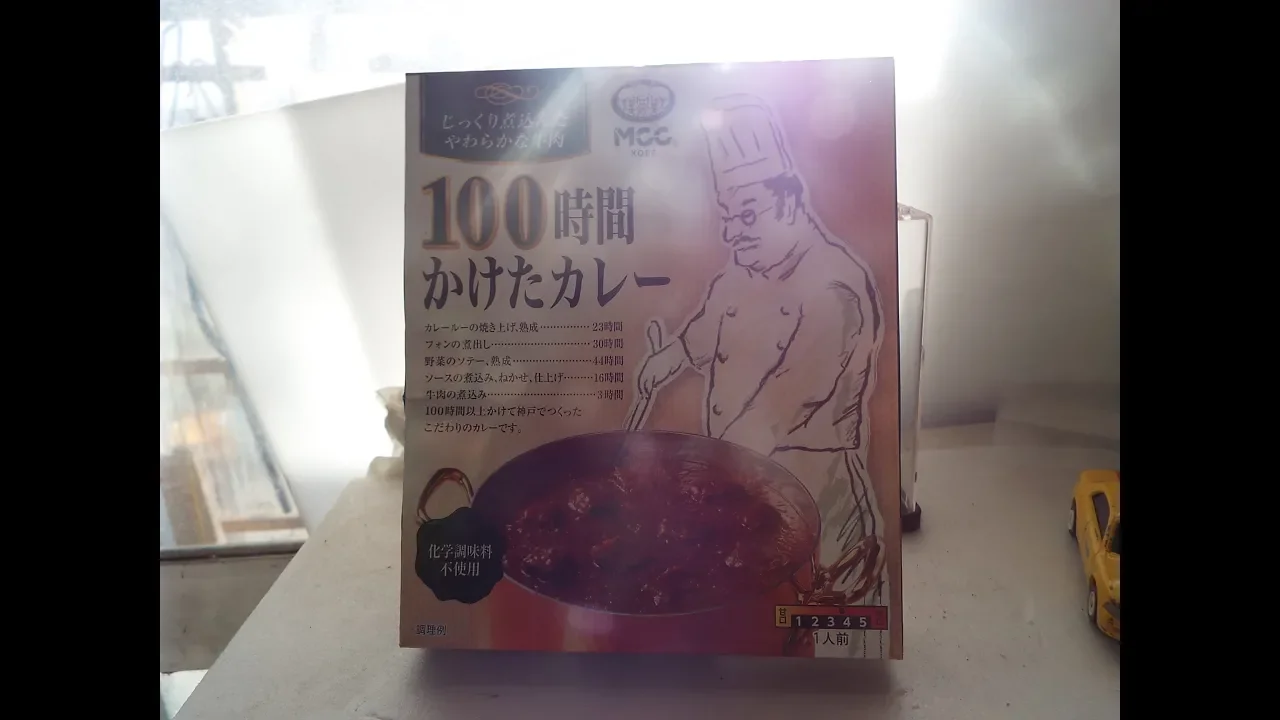 じっくり煮込んだ
やわらかな牛肉
MCC
KOBE
100時間
かけたカレー
カレールーの焼き上げ、熟成…………… 23時間
フォンの煮出し………………………… 30時間
野菜のソテー、熟成……………………44時間
ソースの煮込み、ねかせ、仕上げ………16時間
牛肉の煮込み……………………………3時間
100時間以上かけて神戸でつくった
こだわりのカレーです。
化学調味料
不使用
調理例
甘口 1 2 3 4 5
1人前